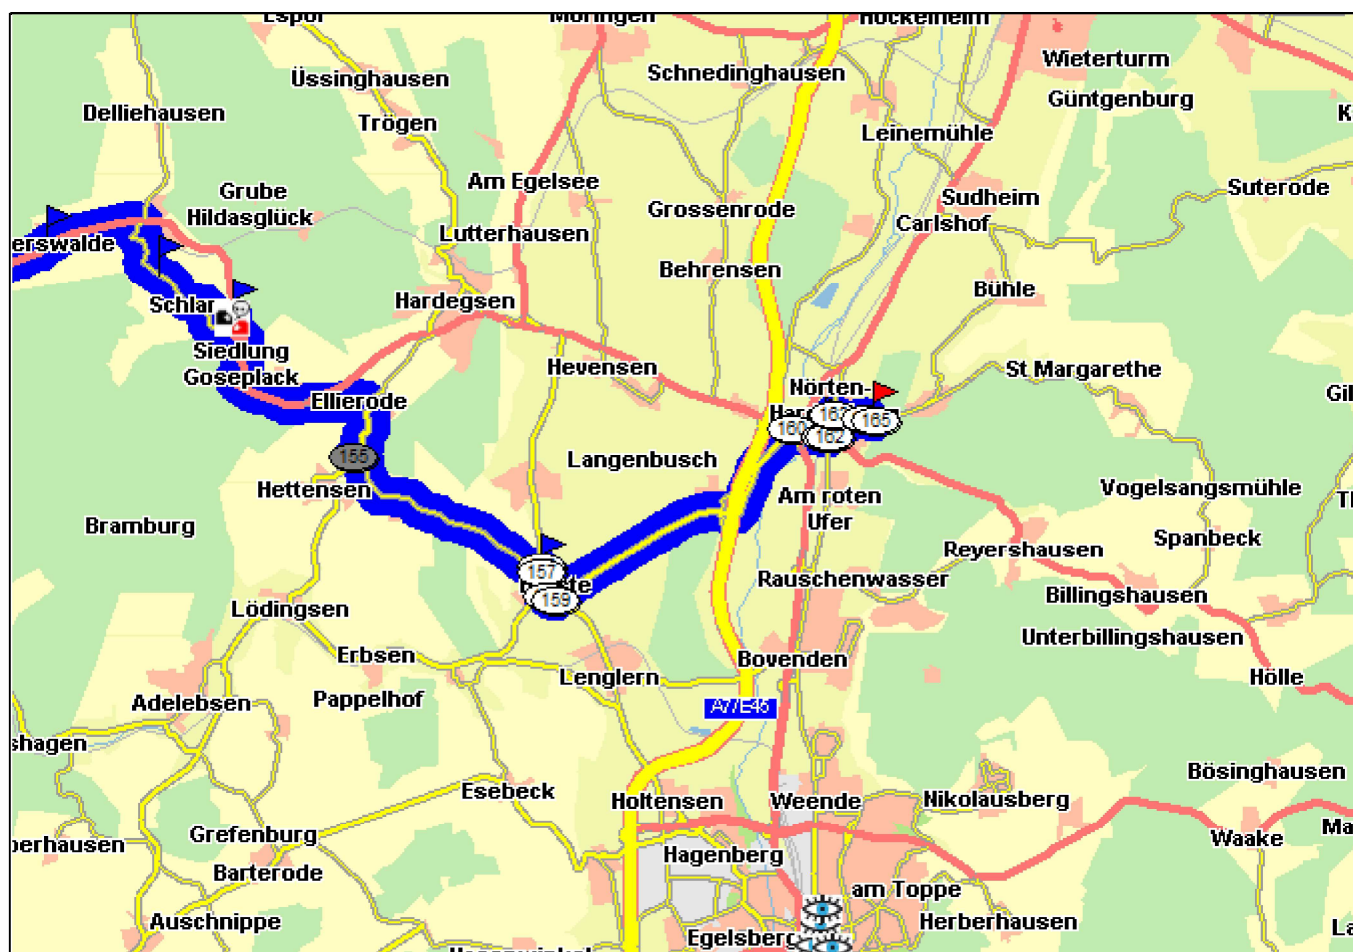 Espol
Moringen
Hockelheim
Üssinghausen
Schnedinghausen
Wieterturm
Güntgenburg
Delliehausen
Trögen
Leinemühle
Am Egelsee
Grube
Hildasglück
Suterode
Sudheim
Grossenrode
Carlshof
Lutterhausen
erswalde
Behrensen
Bühle
Hardegsen
Schlar
Siedlung
Goseplack
Hevensen
St Margarethe
Nörten-
Ellierode
160
162
165
155
Langenbusch
Hettensen
Am roten
Ufer
Vogelsangsmühle
Bramburg
Spanbeck
Reyershausen
157
159
Rauschenwasser
Billingshausen
Lödingsen
Unterbillingshausen
Erbsen
Bovenden
Lenglern
Hölle
Pappelhof
Adelebsen
A7/E45
shagen
Bösinghausen
Esebeck
Holtensen
Weende
Nikolausberg
Grefenburg
Waake
berhausen
Hagenberg
Barterode
am Toppe
Auschnippe
Herberhausen
Egelsberg